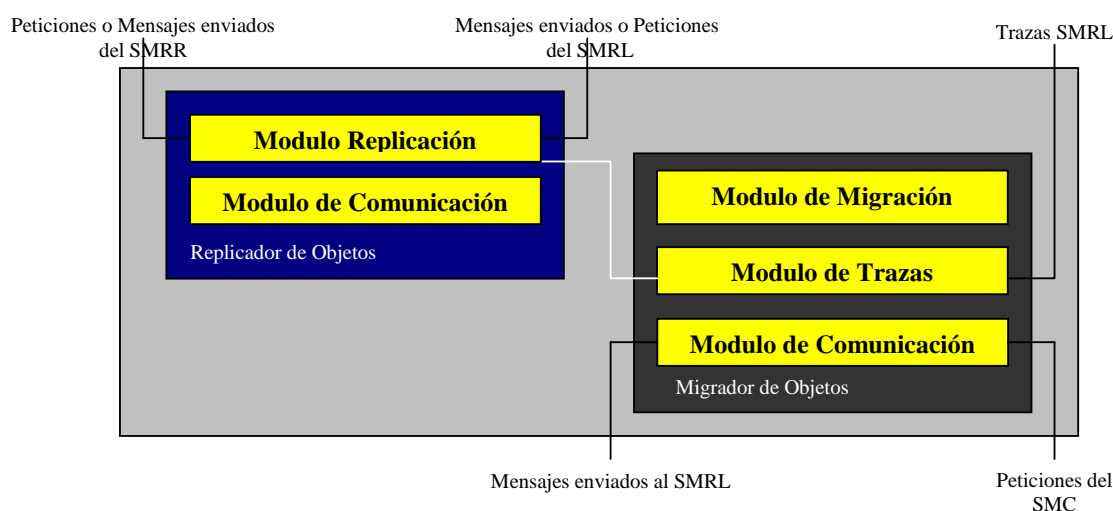 Peticiones o Mensajes enviados
del SMRR
Mensajes enviados o Peticiones
del SMRL
Trazas SMRL
Modulo Replicación
Modulo de Comunicación
Replicador de Objetos
Modulo de Migración
Modulo de Trazas
Modulo de Comunicación
Migrador de Objetos
Mensajes enviados al SMRL
Peticiones del
SMC